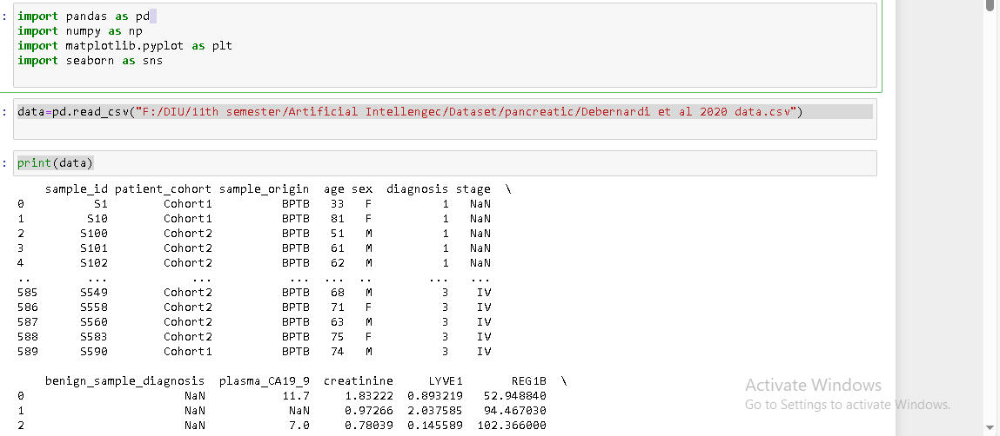 : import pandas as pd
import numpy as np
import matplotlib.pyplot as plt
import seaborn as sns
: data=pd.read_csv("F:/DIU/11th semester/Artificial Intellengec/Dataset/pancreatic/Debernardi et al 2020 data.csv")
: print(data)
sample_id patient_cohort sample_origin age sex diagnosis stage \
0 S1 Cohort1 BPTB 33 F 1 NaN
1 S10 Cohort1 BPTB 81 F 1 NaN
2 S100 Cohort2 BPTB 51 M 1 NaN
3 S101 Cohort2 BPTB 61 M 1 NaN
4 S102 Cohort2 BPTB 62 M 1 NaN
.. ... ... ... ... .. ... ...
585 S549 Cohort2 BPTB 68 M 3 IV
586 S558 Cohort2 BPTB 71 F 3 IV
587 S560 Cohort2 BPTB 63 M 3 IV
588 S583 Cohort2 BPTB 75 F 3 IV
589 S590 Cohort1 BPTB 74 M 3 IV
benign_sample_diagnosis plasma_CA19_9 creatinine LYVE1 REG1B \
0 NaN 11.7 1.83222 0.893219 52.948840
1 NaN NaN 0.97266 2.037585 94.467030
2 NaN 7.0 0.78039 0.145589 102.366000
Activate Windows
Go to Settings to activate Windows.